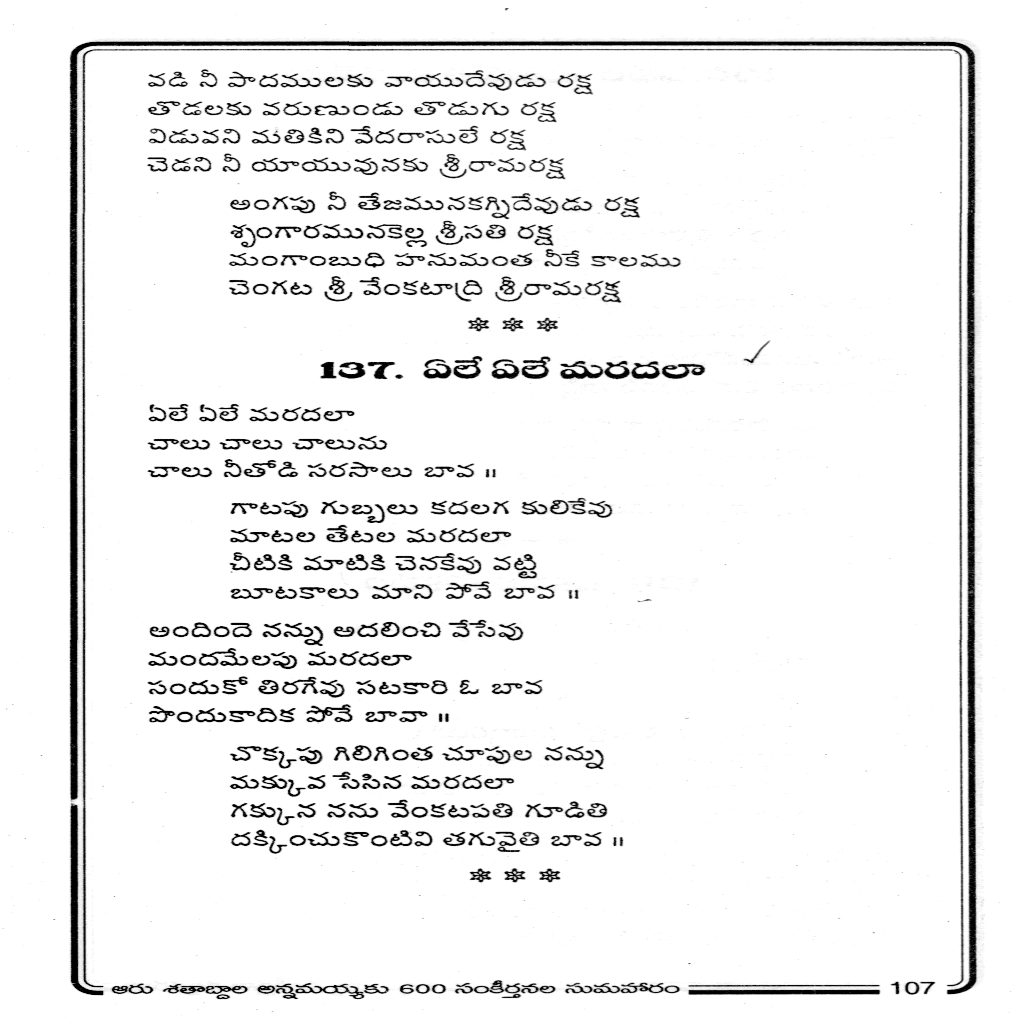 వడి నీ పాదములకు వాయుదేవుడు రక్ష
తొడలకు వరుణుండు తొడుగు రక్ష
విడువని మతికిని వేదరాసులే రక్ష
చెడని నీ యాయువునకు శ్రీరామరక్ష
అంగపు నీ తేజమునకగ్నిదేవుడు రక్ష
శృంగారమునకెల్ల శ్రీసతి రక్ష
మంగాంబుధి హనుమంత నీకే కాలము
చెంగట శ్రీ వేంకటాద్రి శ్రీరామరక్ష
❋ ❋ ❋
137. ఏలే ఏలే మరదలా
ఏలే ఏలే మరదలా
చాలు చాలు చాలును
చాలు నీతోడి సరసాలు బావ ॥
గాటపు గుబ్బలు కదలగ కులికేవు
మాటల తేటల మరదలా
చీటికి మాటికి చెనకేవు వట్టి
బూటకాలు మాని పోవే బావ ॥
అందిందె నన్ను అదలించి వేసేవు
మందమేలపు మరదలా
సందుకో తిరగేవు సటకారి ఓ బావ
పొందుకాదిక పోవే బావా ॥
చొక్కపు గిలిగింత చూపుల నన్ను
మక్కువ సేసిన మరదలా
గక్కున నను వేంకటపతి గూడితి
దక్కించుకొంటివి తగువైతి బావ ॥
❋ ❋ ❋
ఆరు శతాబ్దాల అన్నమయ్యకు 600 సంకీర్తనల సుమహారం 107